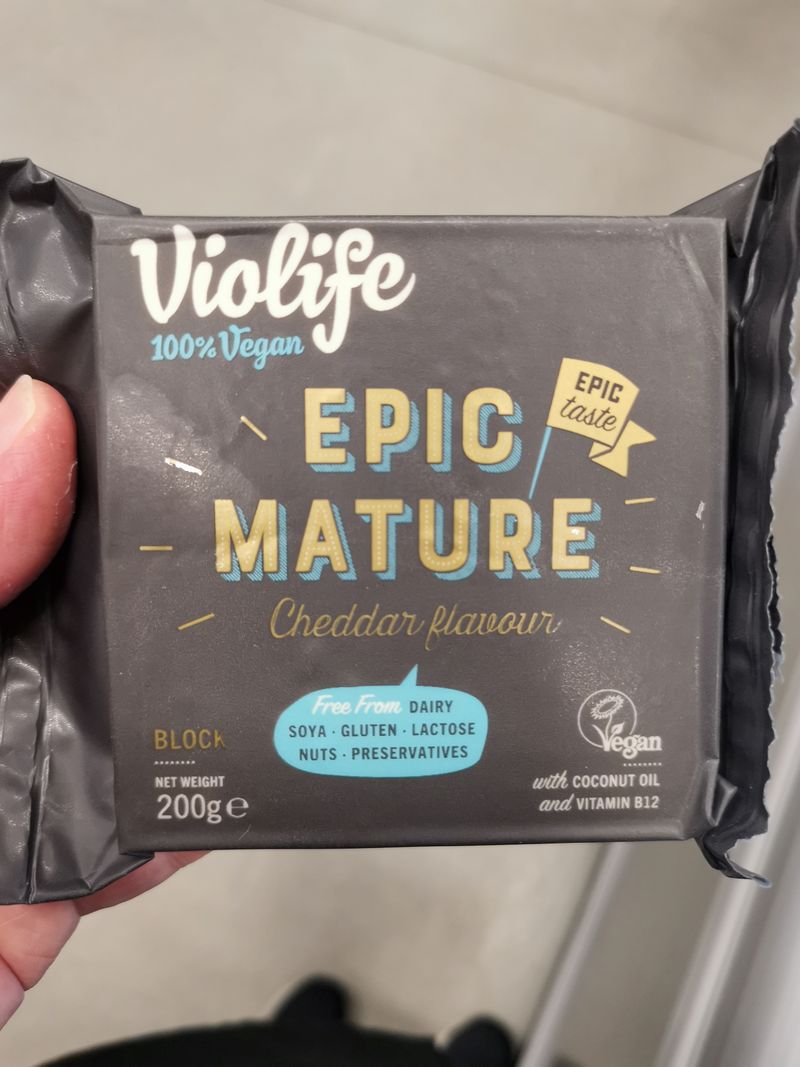 Violife
100% Vegan
EPIC
taste
EPIC
MATURE
Cheddar flavour
Free From DAIRY
SOYA · GLUTEN · LACTOSE
NUTS · PRESERVATIVES
BLOCK
NET WEIGHT
200g e
Vegan
with COCONUT OIL
and VITAMIN B12